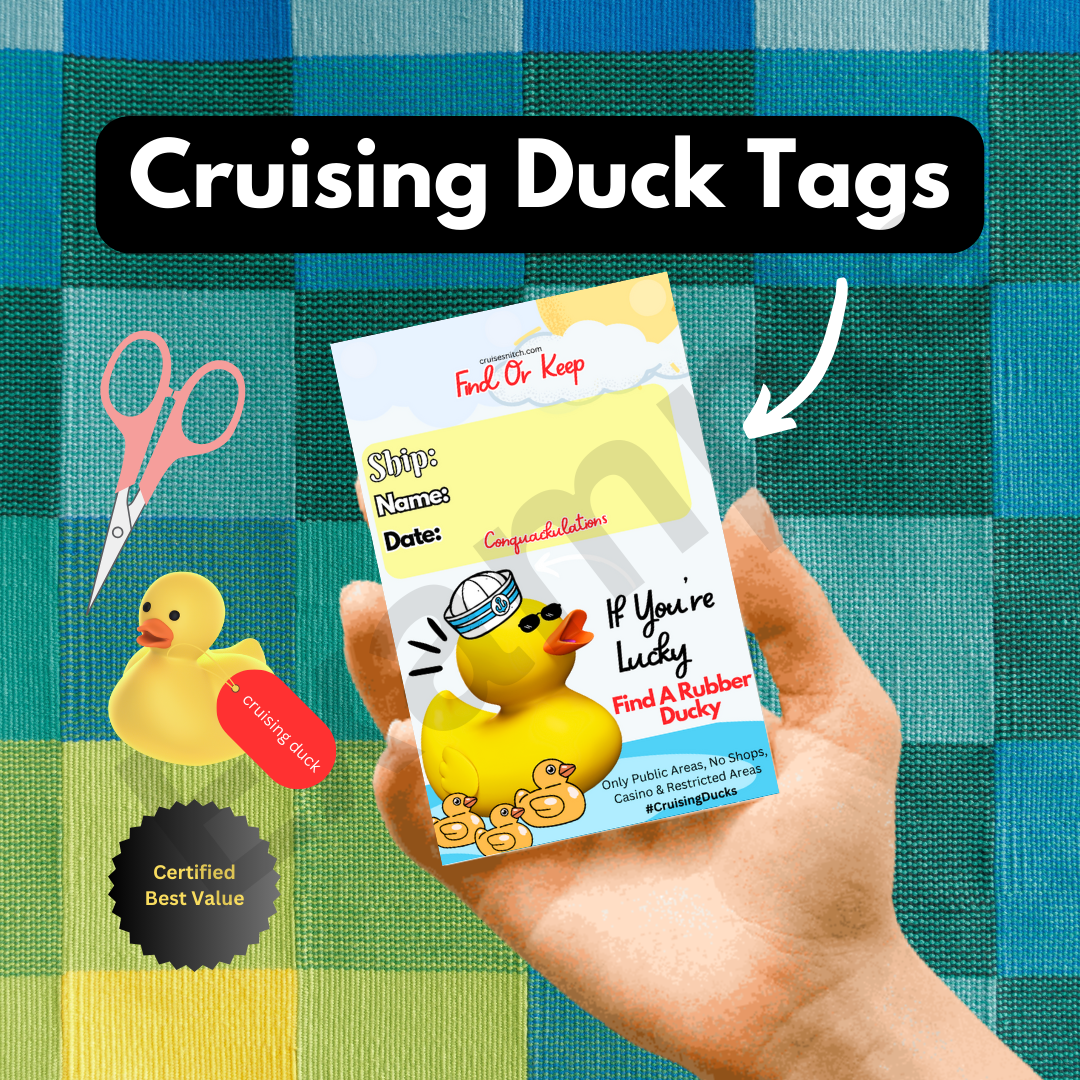 Cruising Duck Tags
cruisesnitch.com
Find Or Keep
Ship:
Name:
Date:
Conquackulations
If You're
Lucky
Find A Rubber
Ducky
Only Public Areas, No Shops,
Casino & Restricted Areas
#CruisingDucks
cruising duck
Certified
Best Value